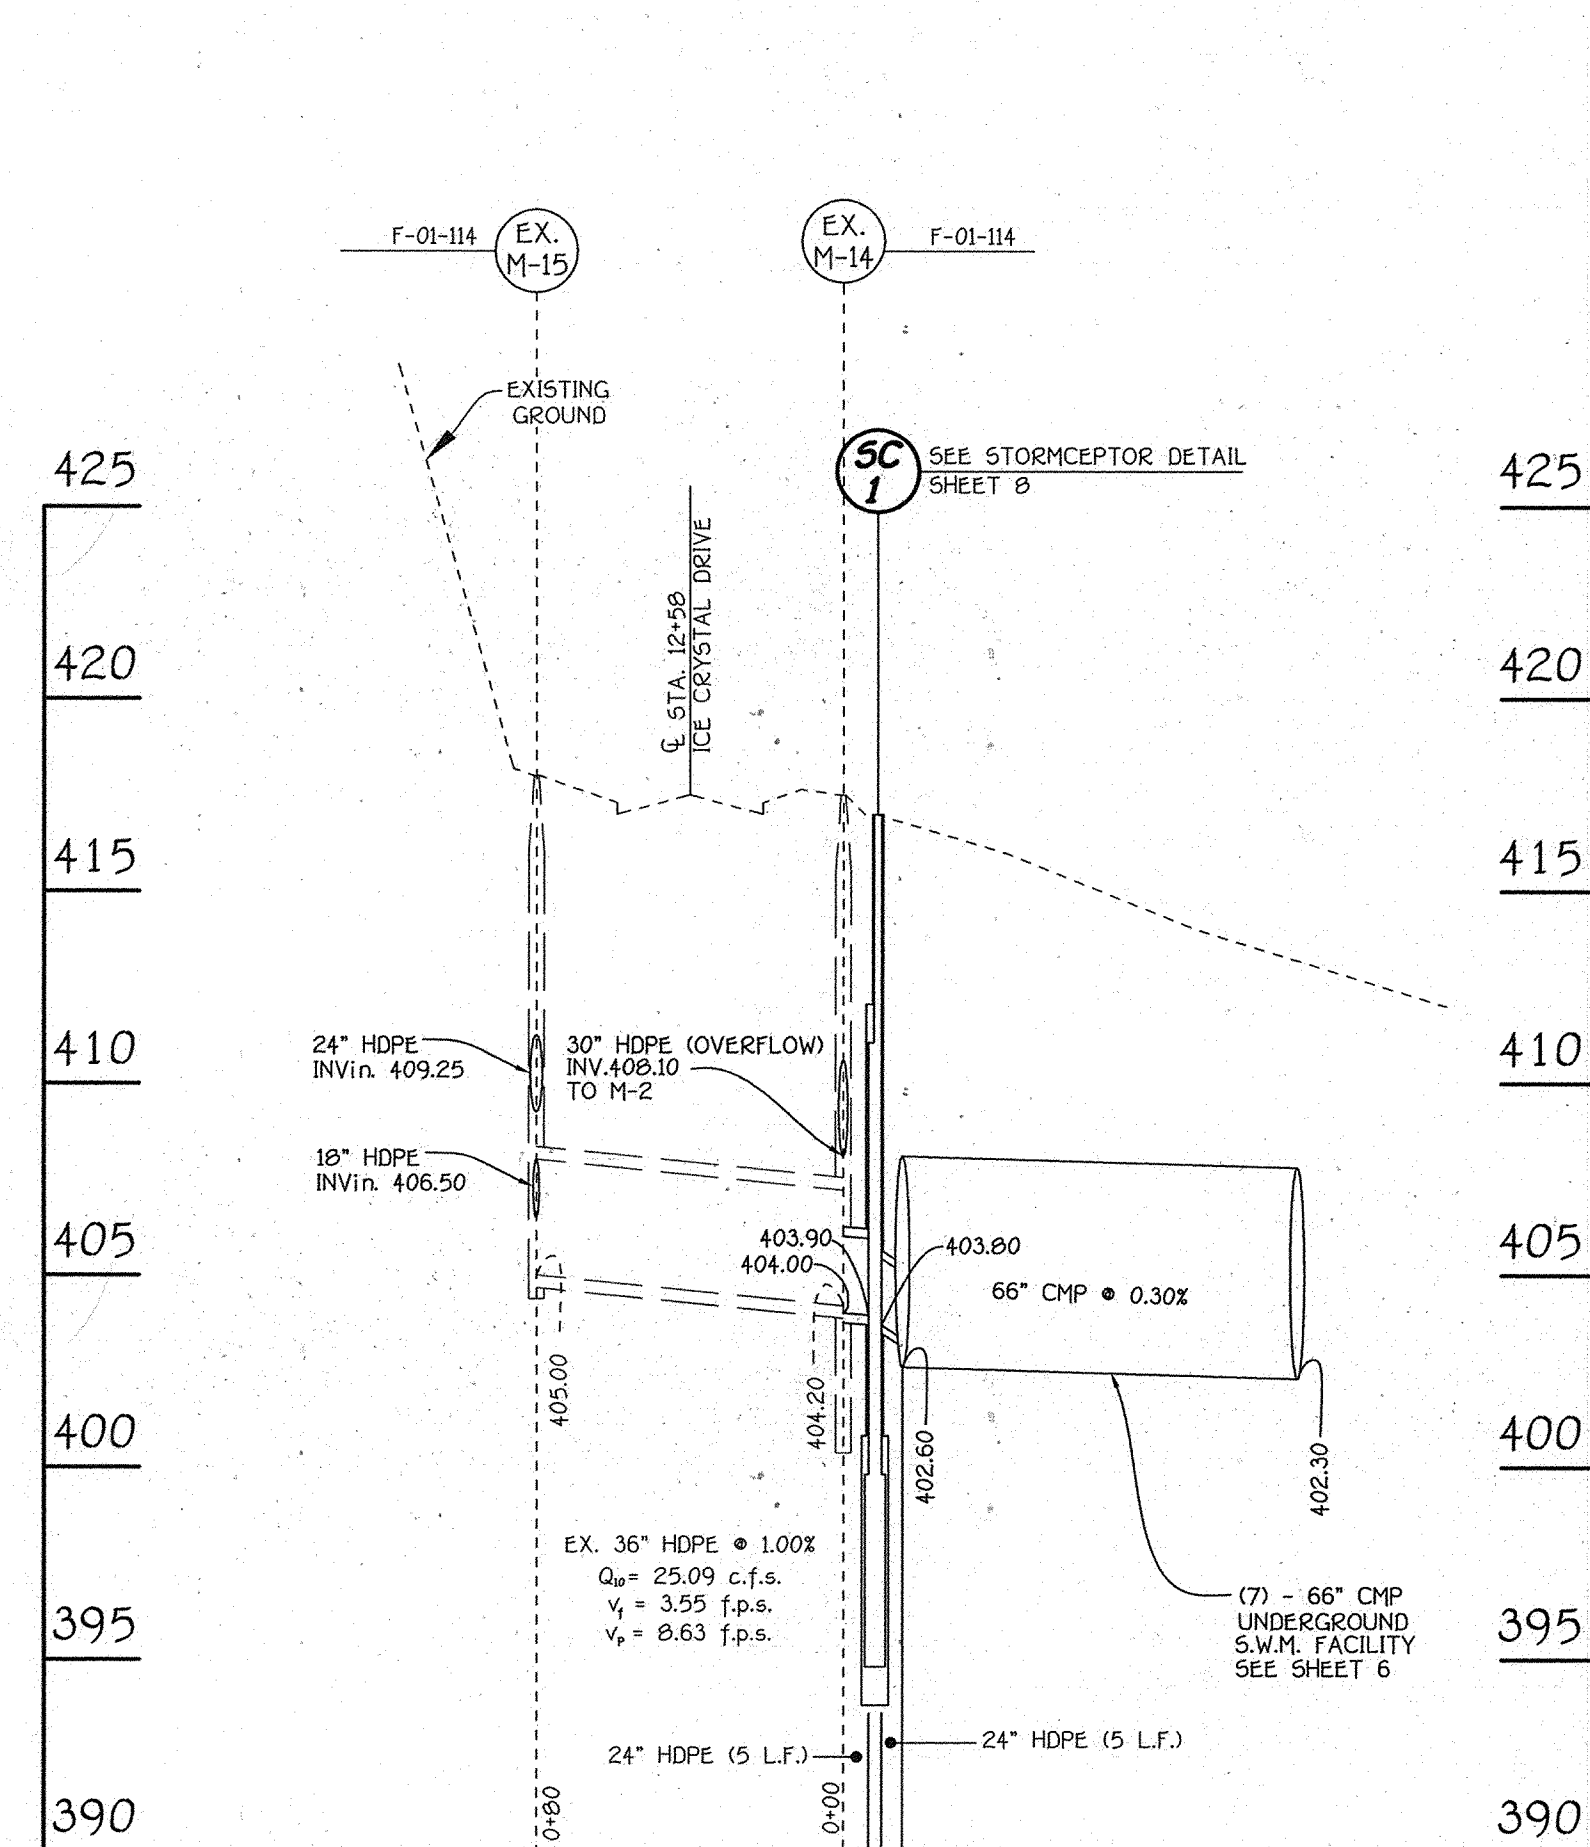 F-01-114
EX.
M-15
EX.
M-14
F-01-114
EXISTING
GROUND
SC
1
SEE STORMCEPTOR DETAIL
SHEET 8
℄ STA. 12+58
ICE CRYSTAL DRIVE
425
425
420
420
415
415
410
410
24" HDPE
INVin. 409.25
30" HDPE (OVERFLOW)
INV.408.10
TO M-2
18" HDPE
INVin. 406.50
405
405
403.90
404.00
403.80
66" CMP @ 0.30%
405.00
404.20
402.60
402.30
400
400
EX. 36" HDPE @ 1.00%
Q₁₀= 25.09 c.f.s.
Vf = 3.55 f.p.s.
Vp = 8.63 f.p.s.
(7) - 66" CMP
UNDERGROUND
S.W.M. FACILITY
SEE SHEET 6
395
395
24" HDPE (5 L.F.)
24" HDPE (5 L.F.)
0+80
0+00
390
390